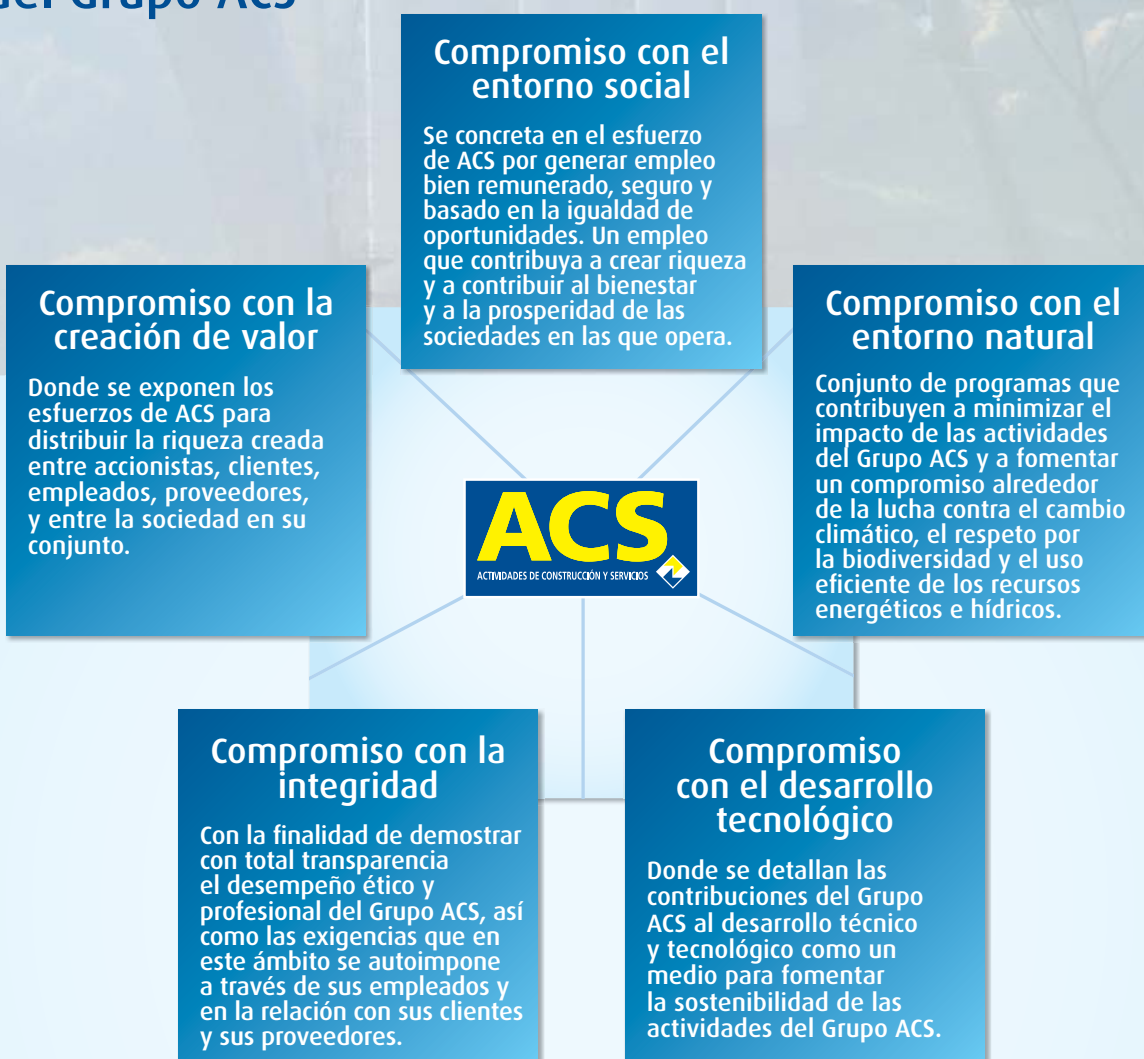 del Grupo ACS
Compromiso con el
entorno social
Se concreta en el esfuerzo
de ACS por generar empleo
bien remunerado, seguro y
basado en la igualdad de
oportunidades. Un empleo
que contribuya a crear riqueza
y a contribuir al bienestar
y a la prosperidad de las
sociedades en las que opera.
Compromiso con la
creación de valor
Donde se exponen los
esfuerzos de ACS para
distribuir la riqueza creada
entre accionistas, clientes,
empleados, proveedores,
y entre la sociedad en su
conjunto.
Compromiso con el
entorno natural
Conjunto de programas que
contribuyen a minimizar el
impacto de las actividades
del Grupo ACS y a fomentar
un compromiso alrededor
de la lucha contra el cambio
climático, el respeto por
la biodiversidad y el uso
eficiente de los recursos
energéticos e hídricos.
ACS
ACTIVIDADES DE CONSTRUCCIÓN Y SERVICIOS
Compromiso con la
integridad
Con la finalidad de demostrar
con total transparencia
el desempeño ético y
profesional del Grupo ACS, así
como las exigencias que en
este ámbito se autoimpone
a través de sus empleados y
en la relación con sus clientes
y sus proveedores.
Compromiso
con el desarrollo
tecnológico
Donde se detallan las
contribuciones del Grupo
ACS al desarrollo técnico
y tecnológico como un
medio para fomentar
la sostenibilidad de las
actividades del Grupo ACS.